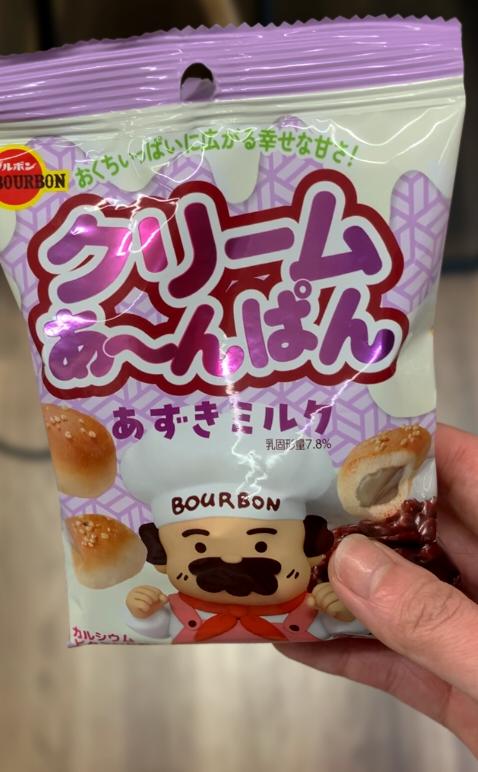 おくちいっぱいに広がる幸せな甘さ!
ブルボン
BOURBON
クリーム
あ〜んぱん
あずきミルク
乳固形量7.8%
BOURBON
カルシウム